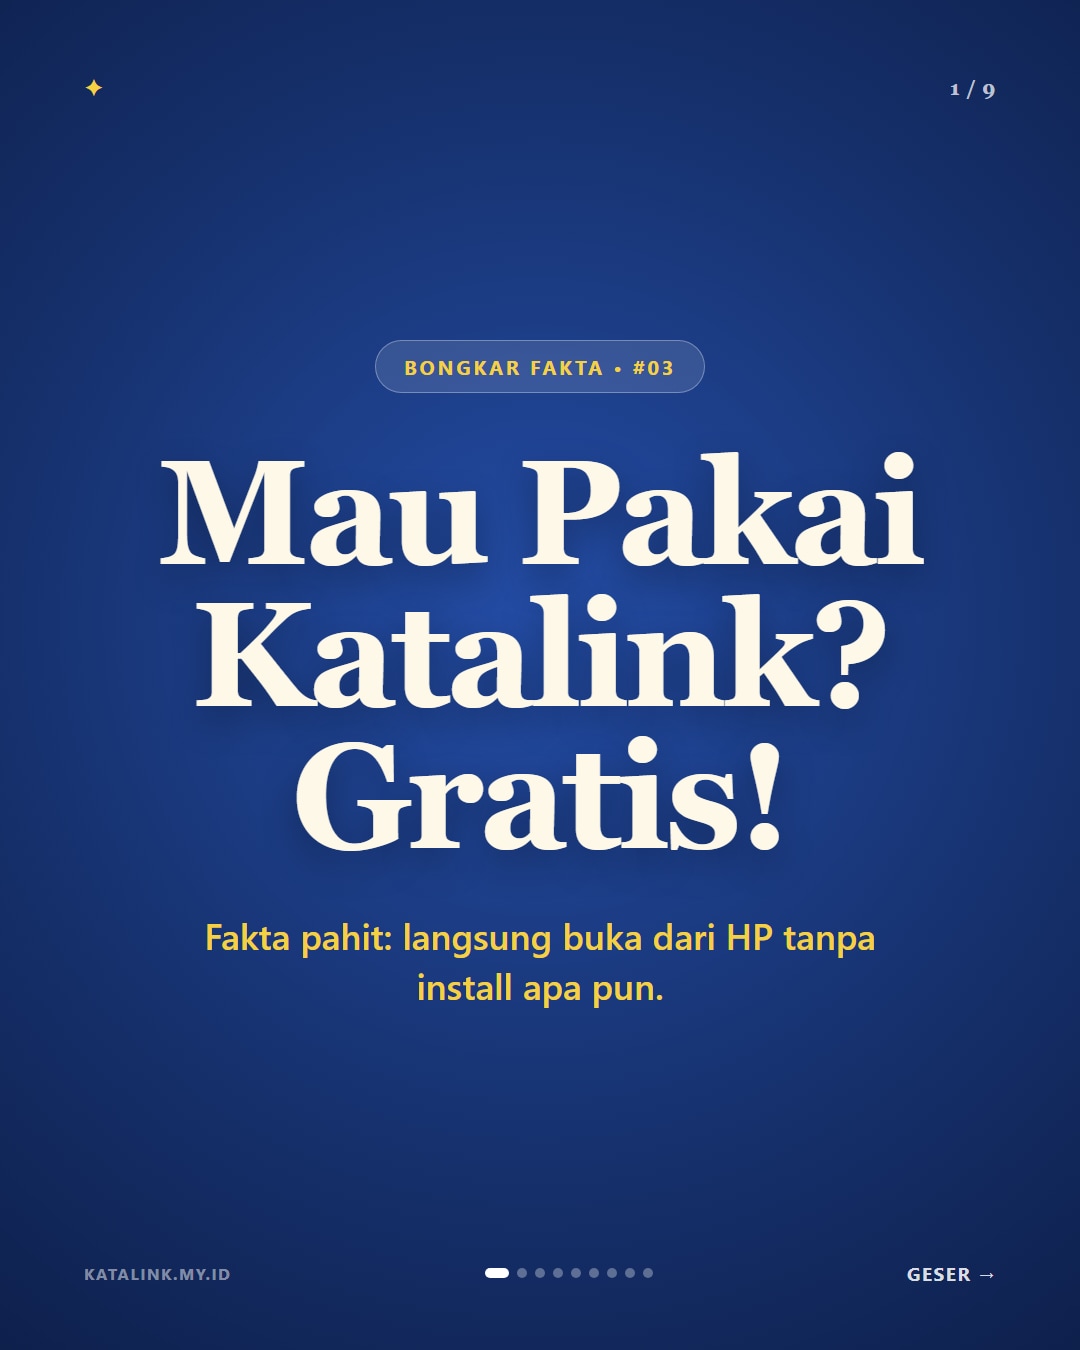 ✦
1 / 9
BONGKAR FAKTA • #03
Mau Pakai
Katalink?
Gratis!
Fakta pahit: langsung buka dari HP tanpa
install apa pun.
KATALINK.MY.ID
GESER →